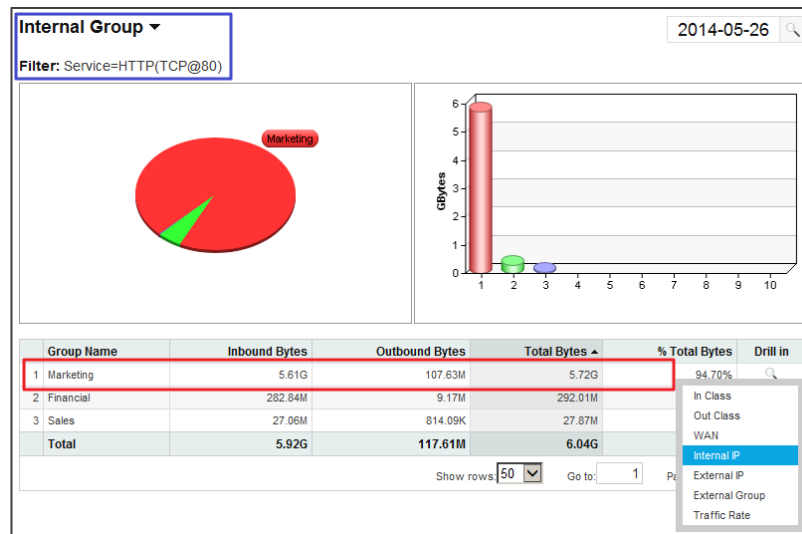 Internal Group
2014-05-26
Filter: Service=HTTP(TCP@80)
Marketing
GBytes
6
5
4
3
2
1
0
1 2 3 4 5 6 7 8 9 10
Group Name Inbound Bytes Outbound Bytes Total Bytes % Total Bytes Drill in
1 Marketing 5.61G 107.63M 5.72G 94.70%
2 Financial 282.84M 9.17M 292.01M
3 Sales 27.06M 814.09K 27.87M
Total 5.92G 117.61M 6.04G
Show rows: 50 Go to: 1
In Class
Out Class
WAN
Internal IP
External IP
External Group
Traffic Rate